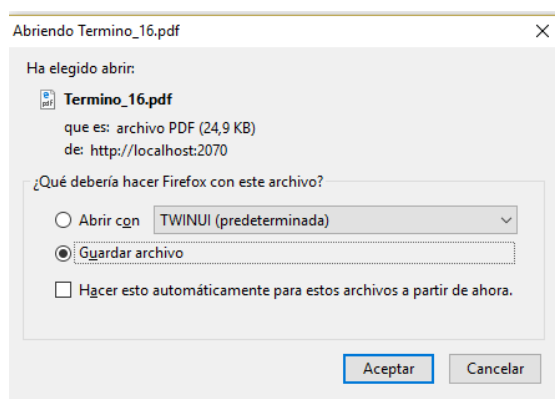 Abriendo Termino_16.pdf
Ha elegido abrir:
Termino_16.pdf
que es: archivo PDF (24,9 KB)
de: http://localhost:2070
¿Qué debería hacer Firefox con este archivo?
Abrir con TWINUI (predeterminada)
Guardar archivo
Hacer esto automáticamente para estos archivos a partir de ahora.
Aceptar Cancelar